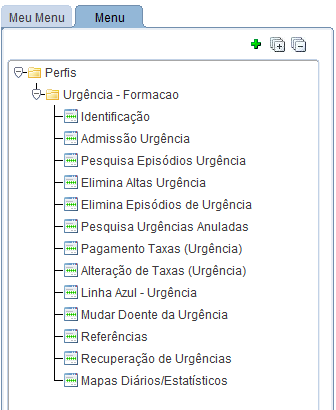 Meu Menu
Menu
Perfis
Urgência - Formacao
Identificação
Admissão Urgência
Pesquisa Episódios Urgência
Elimina Altas Urgência
Elimina Episódios de Urgência
Pesquisa Urgências Anuladas
Pagamento Taxas (Urgência)
Alteração de Taxas (Urgência)
Linha Azul - Urgência
Mudar Doente da Urgência
Referências
Recuperação de Urgências
Mapas Diários/Estatísticos